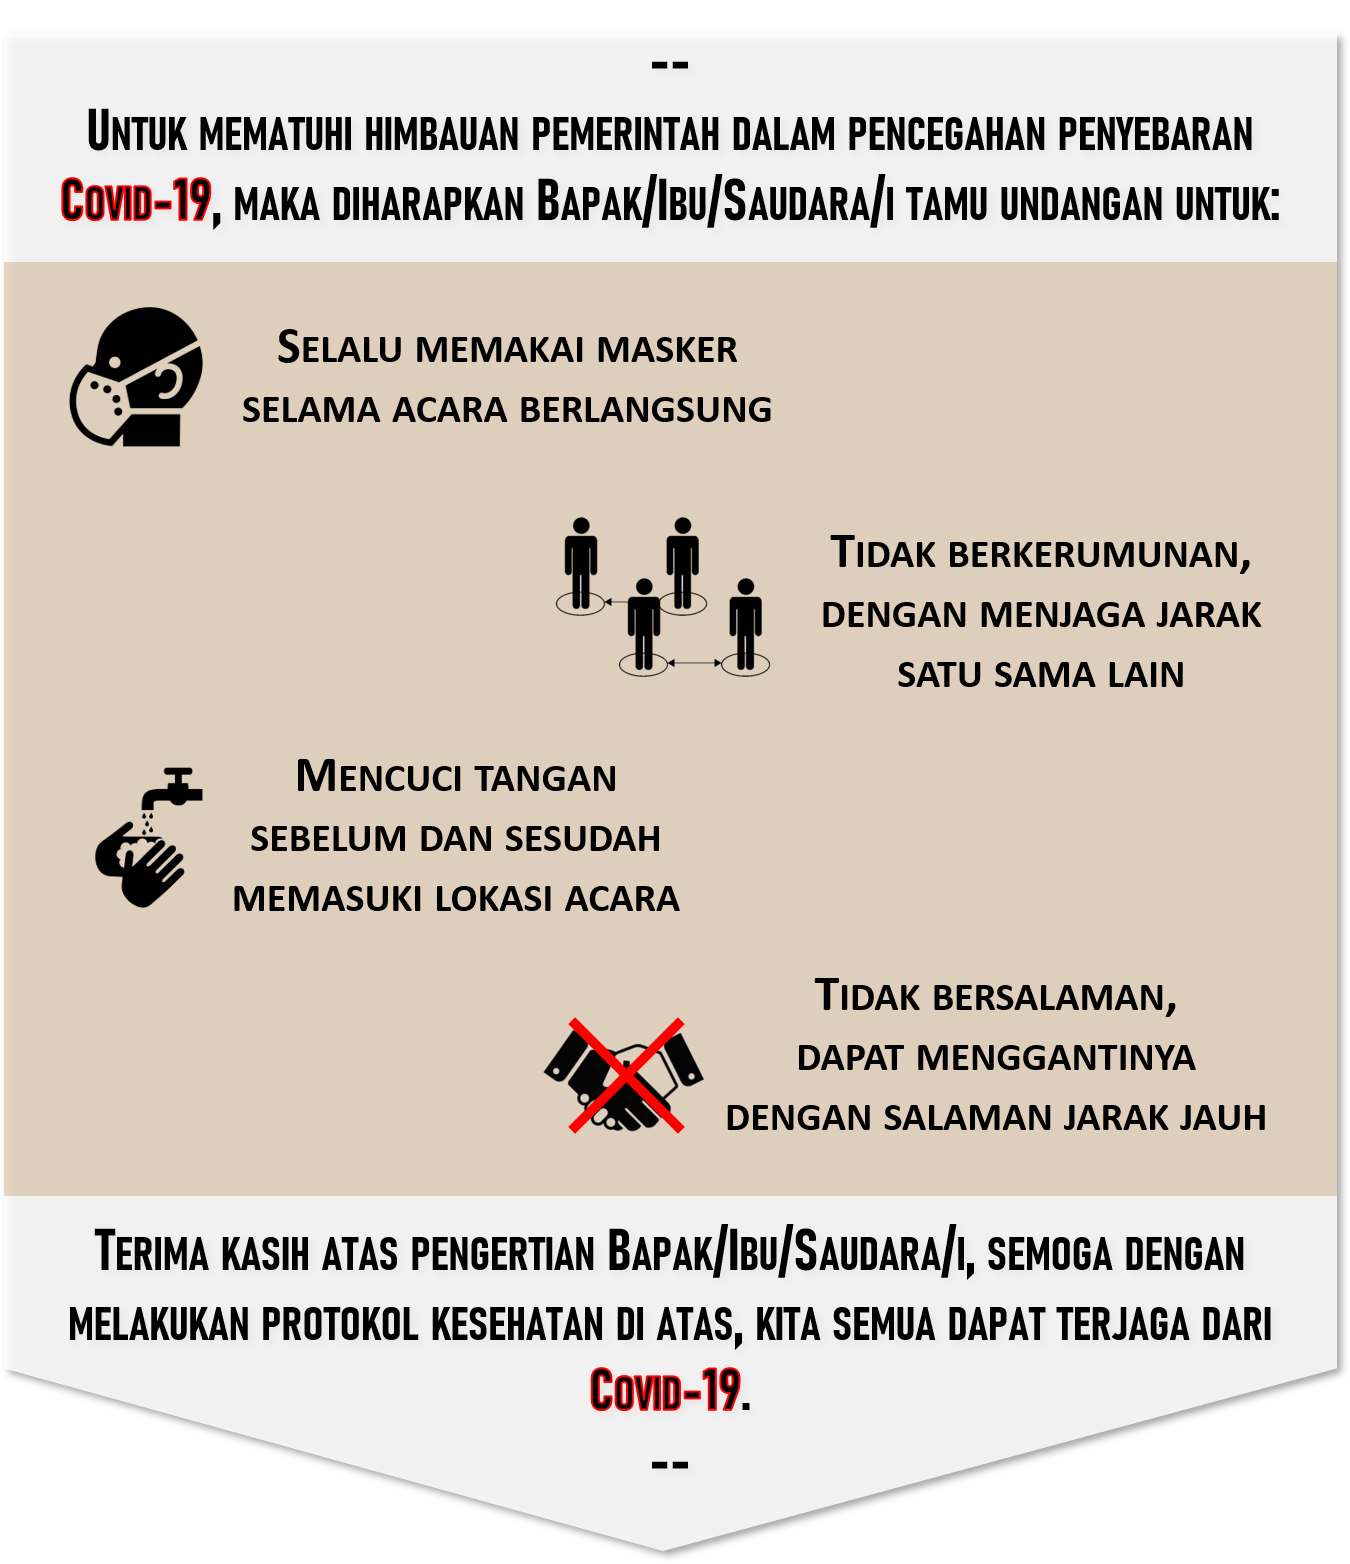 --
Untuk mematuhi himbauan pemerintah dalam pencegahan penyebaran
Covid-19, maka diharapkan Bapak/Ibu/Saudara/i tamu undangan untuk:
Selalu memakai masker
selama acara berlangsung
Tidak berkerumunan,
dengan menjaga jarak
satu sama lain
Mencuci tangan
sebelum dan sesudah
memasuki lokasi acara
Tidak bersalaman,
dapat menggantinya
dengan salaman jarak jauh
Terima kasih atas pengertian Bapak/Ibu/Saudara/i, semoga dengan
melakukan protokol kesehatan di atas, kita semua dapat terjaga dari
Covid-19.
--